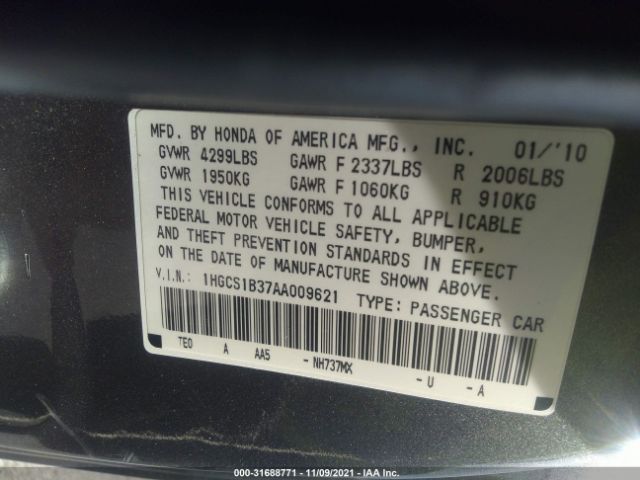 MFD. BY HONDA OF AMERICA MFG., INC. 01/'10
GVWR 4299LBS GAWR F 2337LBS R 2006LBS
GVWR 1950KG GAWR F 1060KG R 910KG
THIS VEHICLE CONFORMS TO ALL APPLICABLE
FEDERAL MOTOR VEHICLE SAFETY, BUMPER,
AND THEFT PREVENTION STANDARDS IN EFFECT
ON THE DATE OF MANUFACTURE SHOWN ABOVE.
V.I.N.: 1HGCS1B37AA009621 TYPE: PASSENGER CAR
TE0 A AA5 - NH737MX - U - A
000-31688771 - 11/09/2021 - IAA Inc.